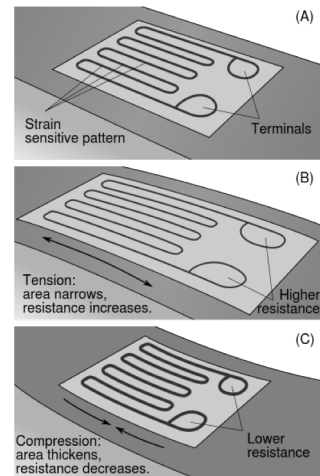 (A)
Strain
sensitive pattern
Terminals
(B)
Tension:
area narrows,
resistance increases.
Higher
resistance
(C)
Compression:
area thickens,
resistance decreases.
Lower
resistance